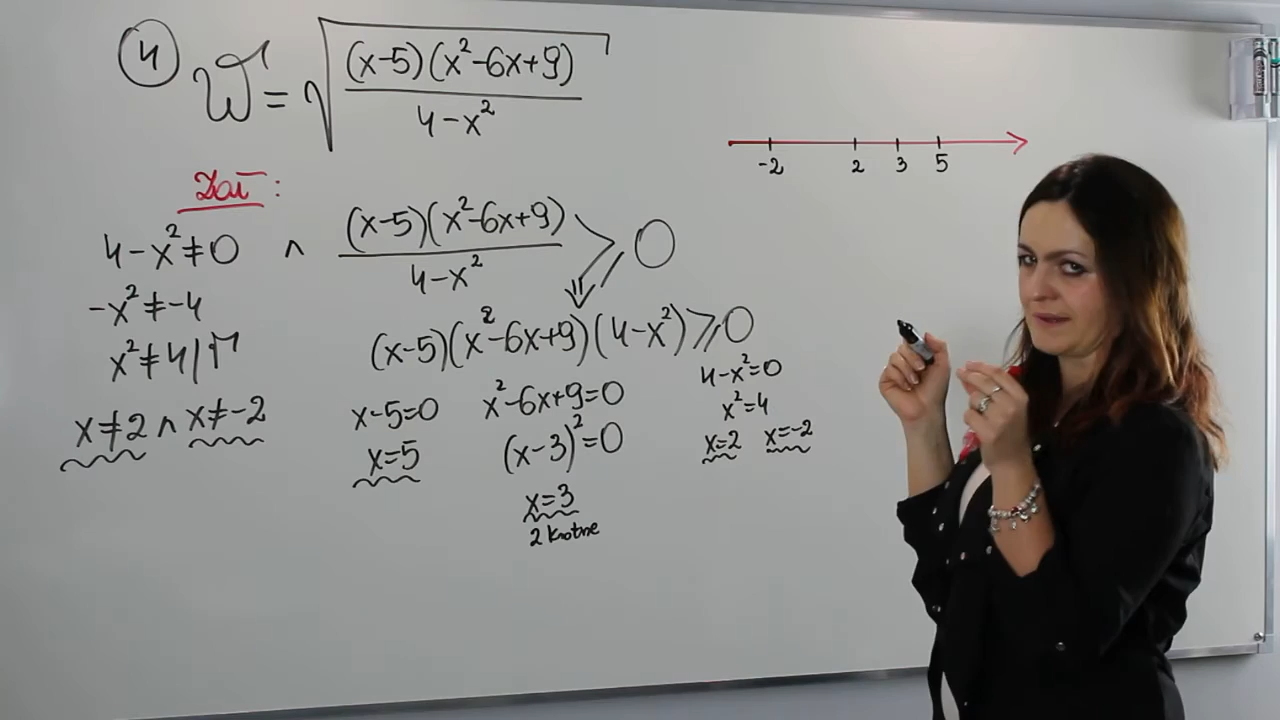 ④ W = √((x-5)(x²-6x+9)/(4-x²))
-2 2 3 5
Zał:
4-x²≠0 ∧ (x-5)(x²-6x+9)/(4-x²) ≥ 0
-x²≠-4
x²≠4 |√
(x-5)(x²-6x+9)(4-x²)≥0
x≠2 ∧ x≠-2
x-5=0 x²-6x+9=0 4-x²=0
x=5 (x-3)²=0 x²=4
x=2 x=-2
x=3
2 krotne